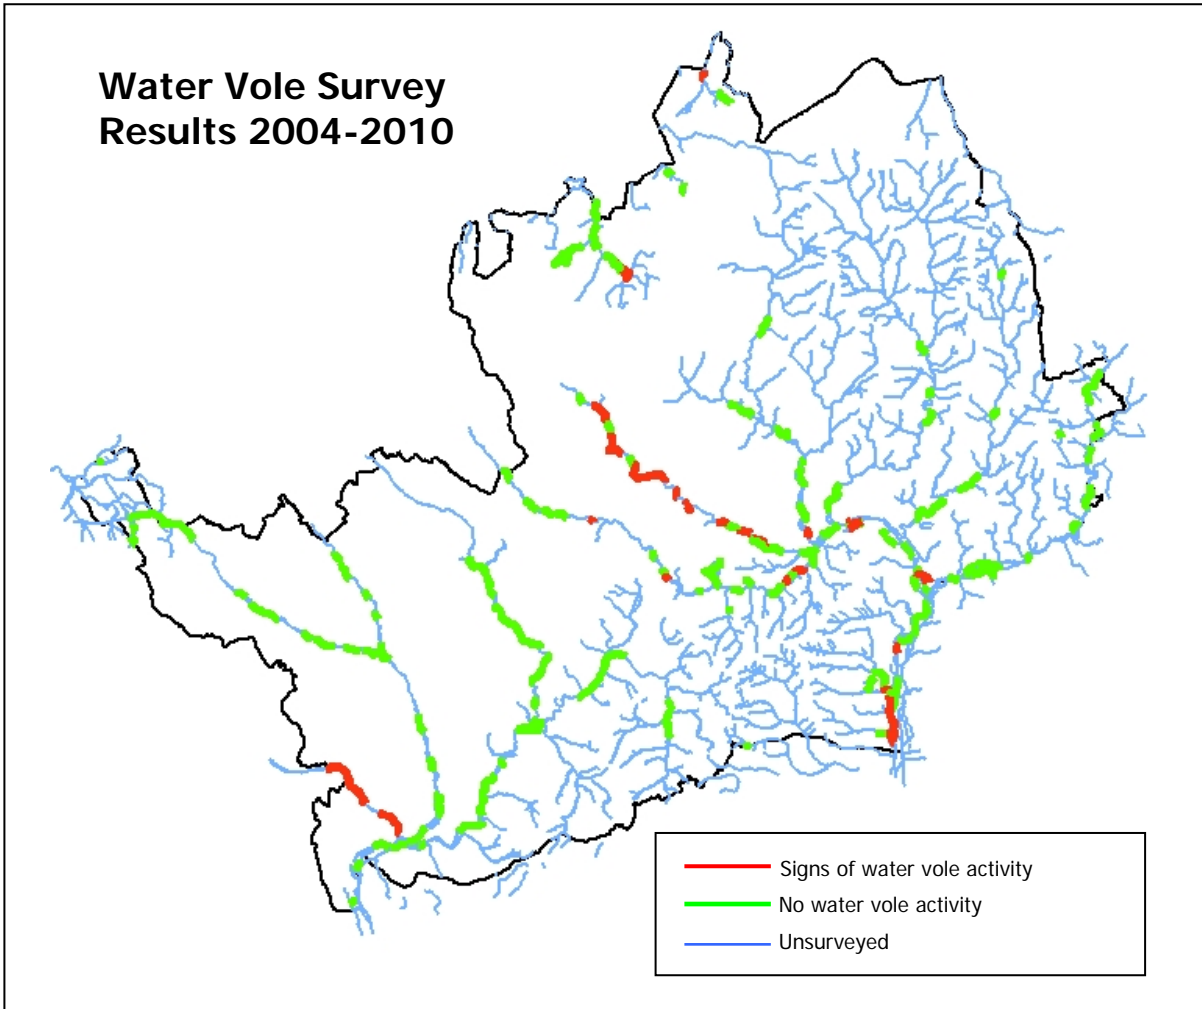 Water Vole Survey
Results 2004-2010
Signs of water vole activity
No water vole activity
Unsurveyed